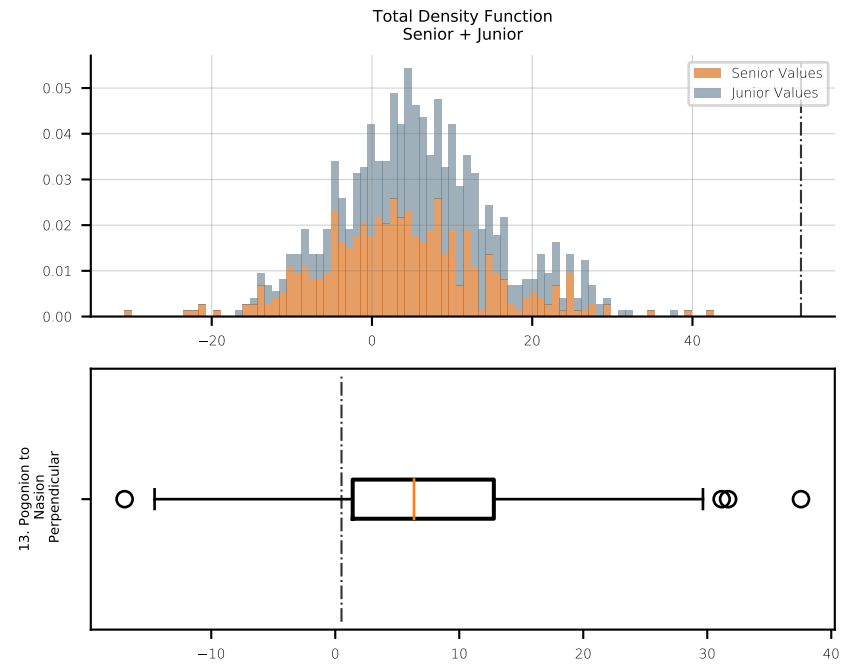 Total Density Function
Senior + Junior
Senior Values
Junior Values
0.05
0.04
0.03
0.02
0.01
0.00
−20
0
20
40
13. Pogonion to
Nasion
Perpendicular
−10
0
10
20
30
40